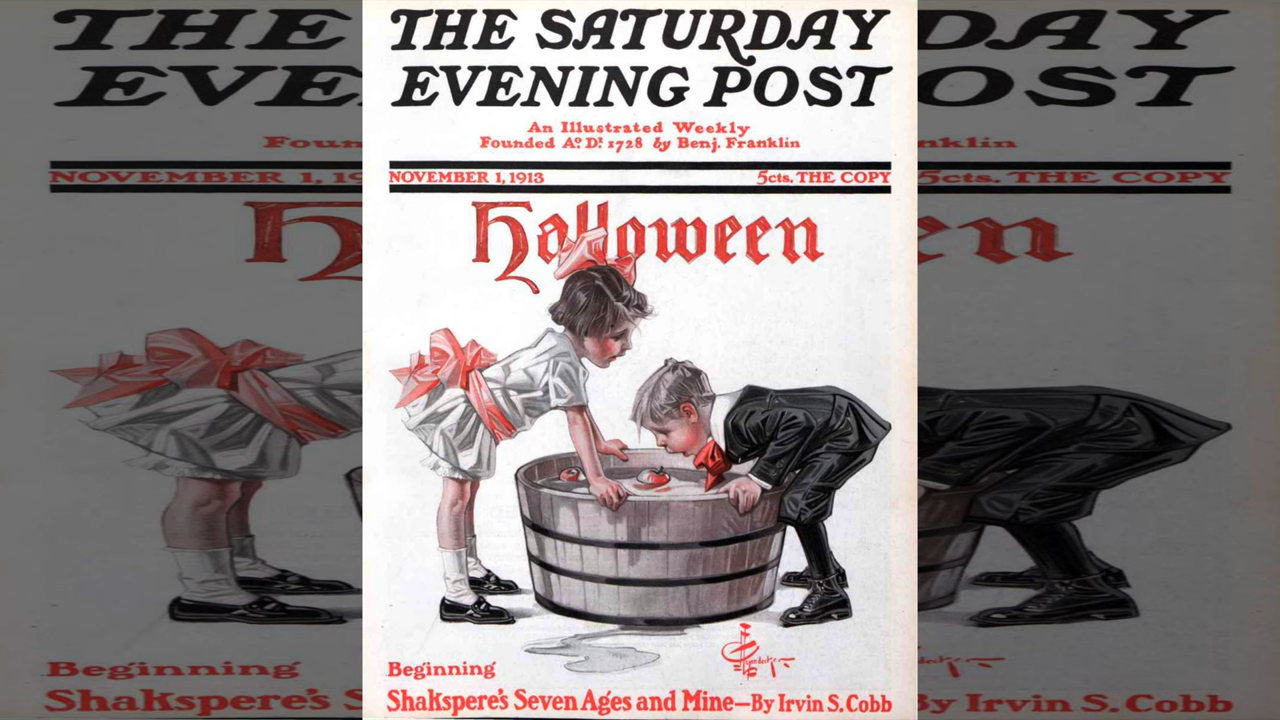 THE SATURDAY
EVENING POST
An Illustrated Weekly
Founded Aº Dⁱ 1728 by Benj. Franklin
NOVEMBER 1, 1913 5cts. THE COPY
Halloween
Beginning
Shakspere's Seven Ages and Mine—By Irvin S. Cobb